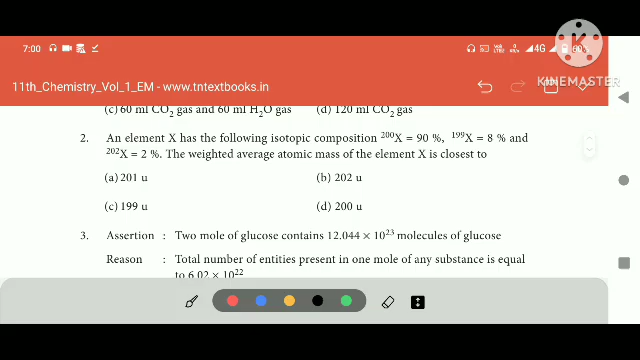 7:00
4G 60%
KINEMASTER
11th_Chemistry_Vol_1_EM - www.tntextbooks.in
(c) 60 ml CO₂ gas and 60 ml H₂O gas (d) 120 ml CO₂ gas
2. An element X has the following isotopic composition ²⁰⁰X = 90 %, ¹⁹⁹X = 8 % and
²⁰²X = 2 %. The weighted average atomic mass of the element X is closest to
(a) 201 u (b) 202 u
(c) 199 u (d) 200 u
3. Assertion : Two mole of glucose contains 12.044 × 10²³ molecules of glucose
Reason : Total number of entities present in one mole of any substance is equal
to 6.02 × 10²²